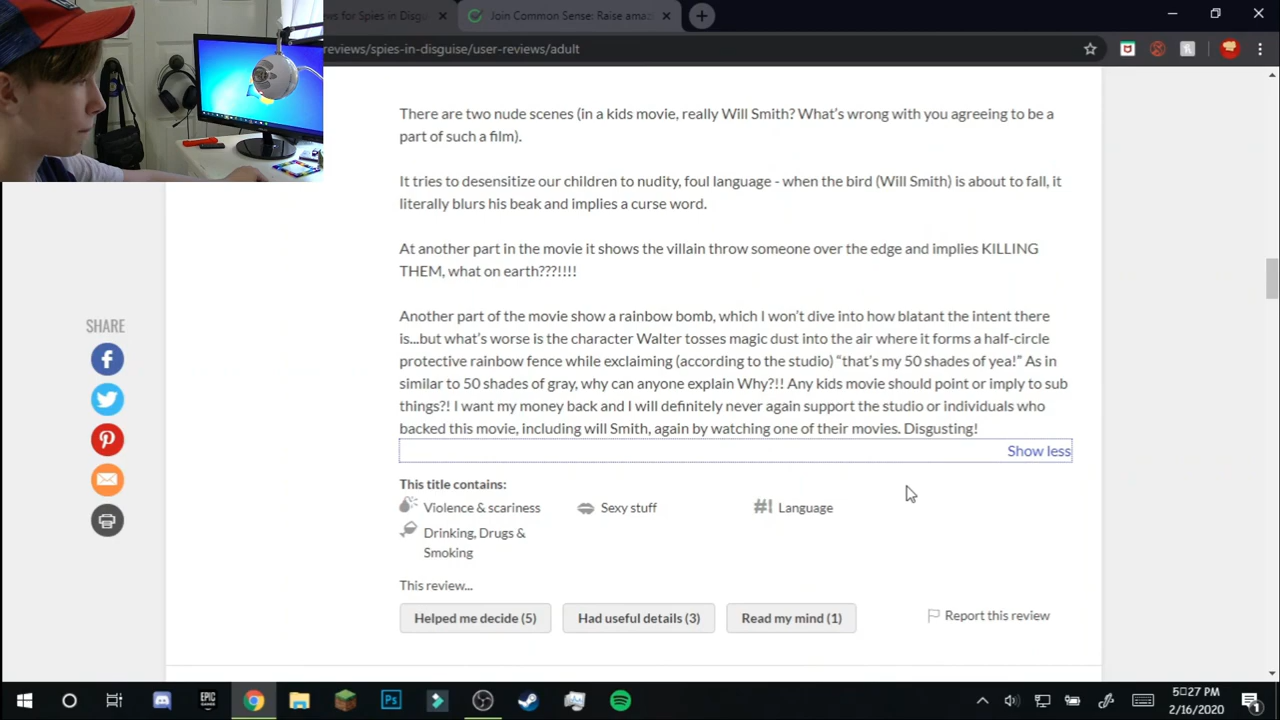 ws for Spies in Disgu
Join Common Sense: Raise amaz
reviews/spies-in-disguise/user-reviews/adult
There are two nude scenes (in a kids movie, really Will Smith? What's wrong with you agreeing to be a
part of such a film).
It tries to desensitize our children to nudity, foul language - when the bird (Will Smith) is about to fall, it
literally blurs his beak and implies a curse word.
At another part in the movie it shows the villain throw someone over the edge and implies KILLING
THEM, what on earth???!!!!
Another part of the movie show a rainbow bomb, which I won't dive into how blatant the intent there
is...but what's worse is the character Walter tosses magic dust into the air where it forms a half-circle
protective rainbow fence while exclaiming (according to the studio) “that's my 50 shades of yea!” As in
similar to 50 shades of gray, why can anyone explain Why?!! Any kids movie should point or imply to sub
things?! I want my money back and I will definitely never again support the studio or individuals who
backed this movie, including will Smith, again by watching one of their movies. Disgusting!
Show less
SHARE
This title contains:
Violence & scariness
Sexy stuff
#! Language
Drinking, Drugs &
Smoking
This review...
Helped me decide (5)
Had useful details (3)
Read my mind (1)
Report this review
EPIC
GAMES
Ps
5:27 PM
2/16/2020
1